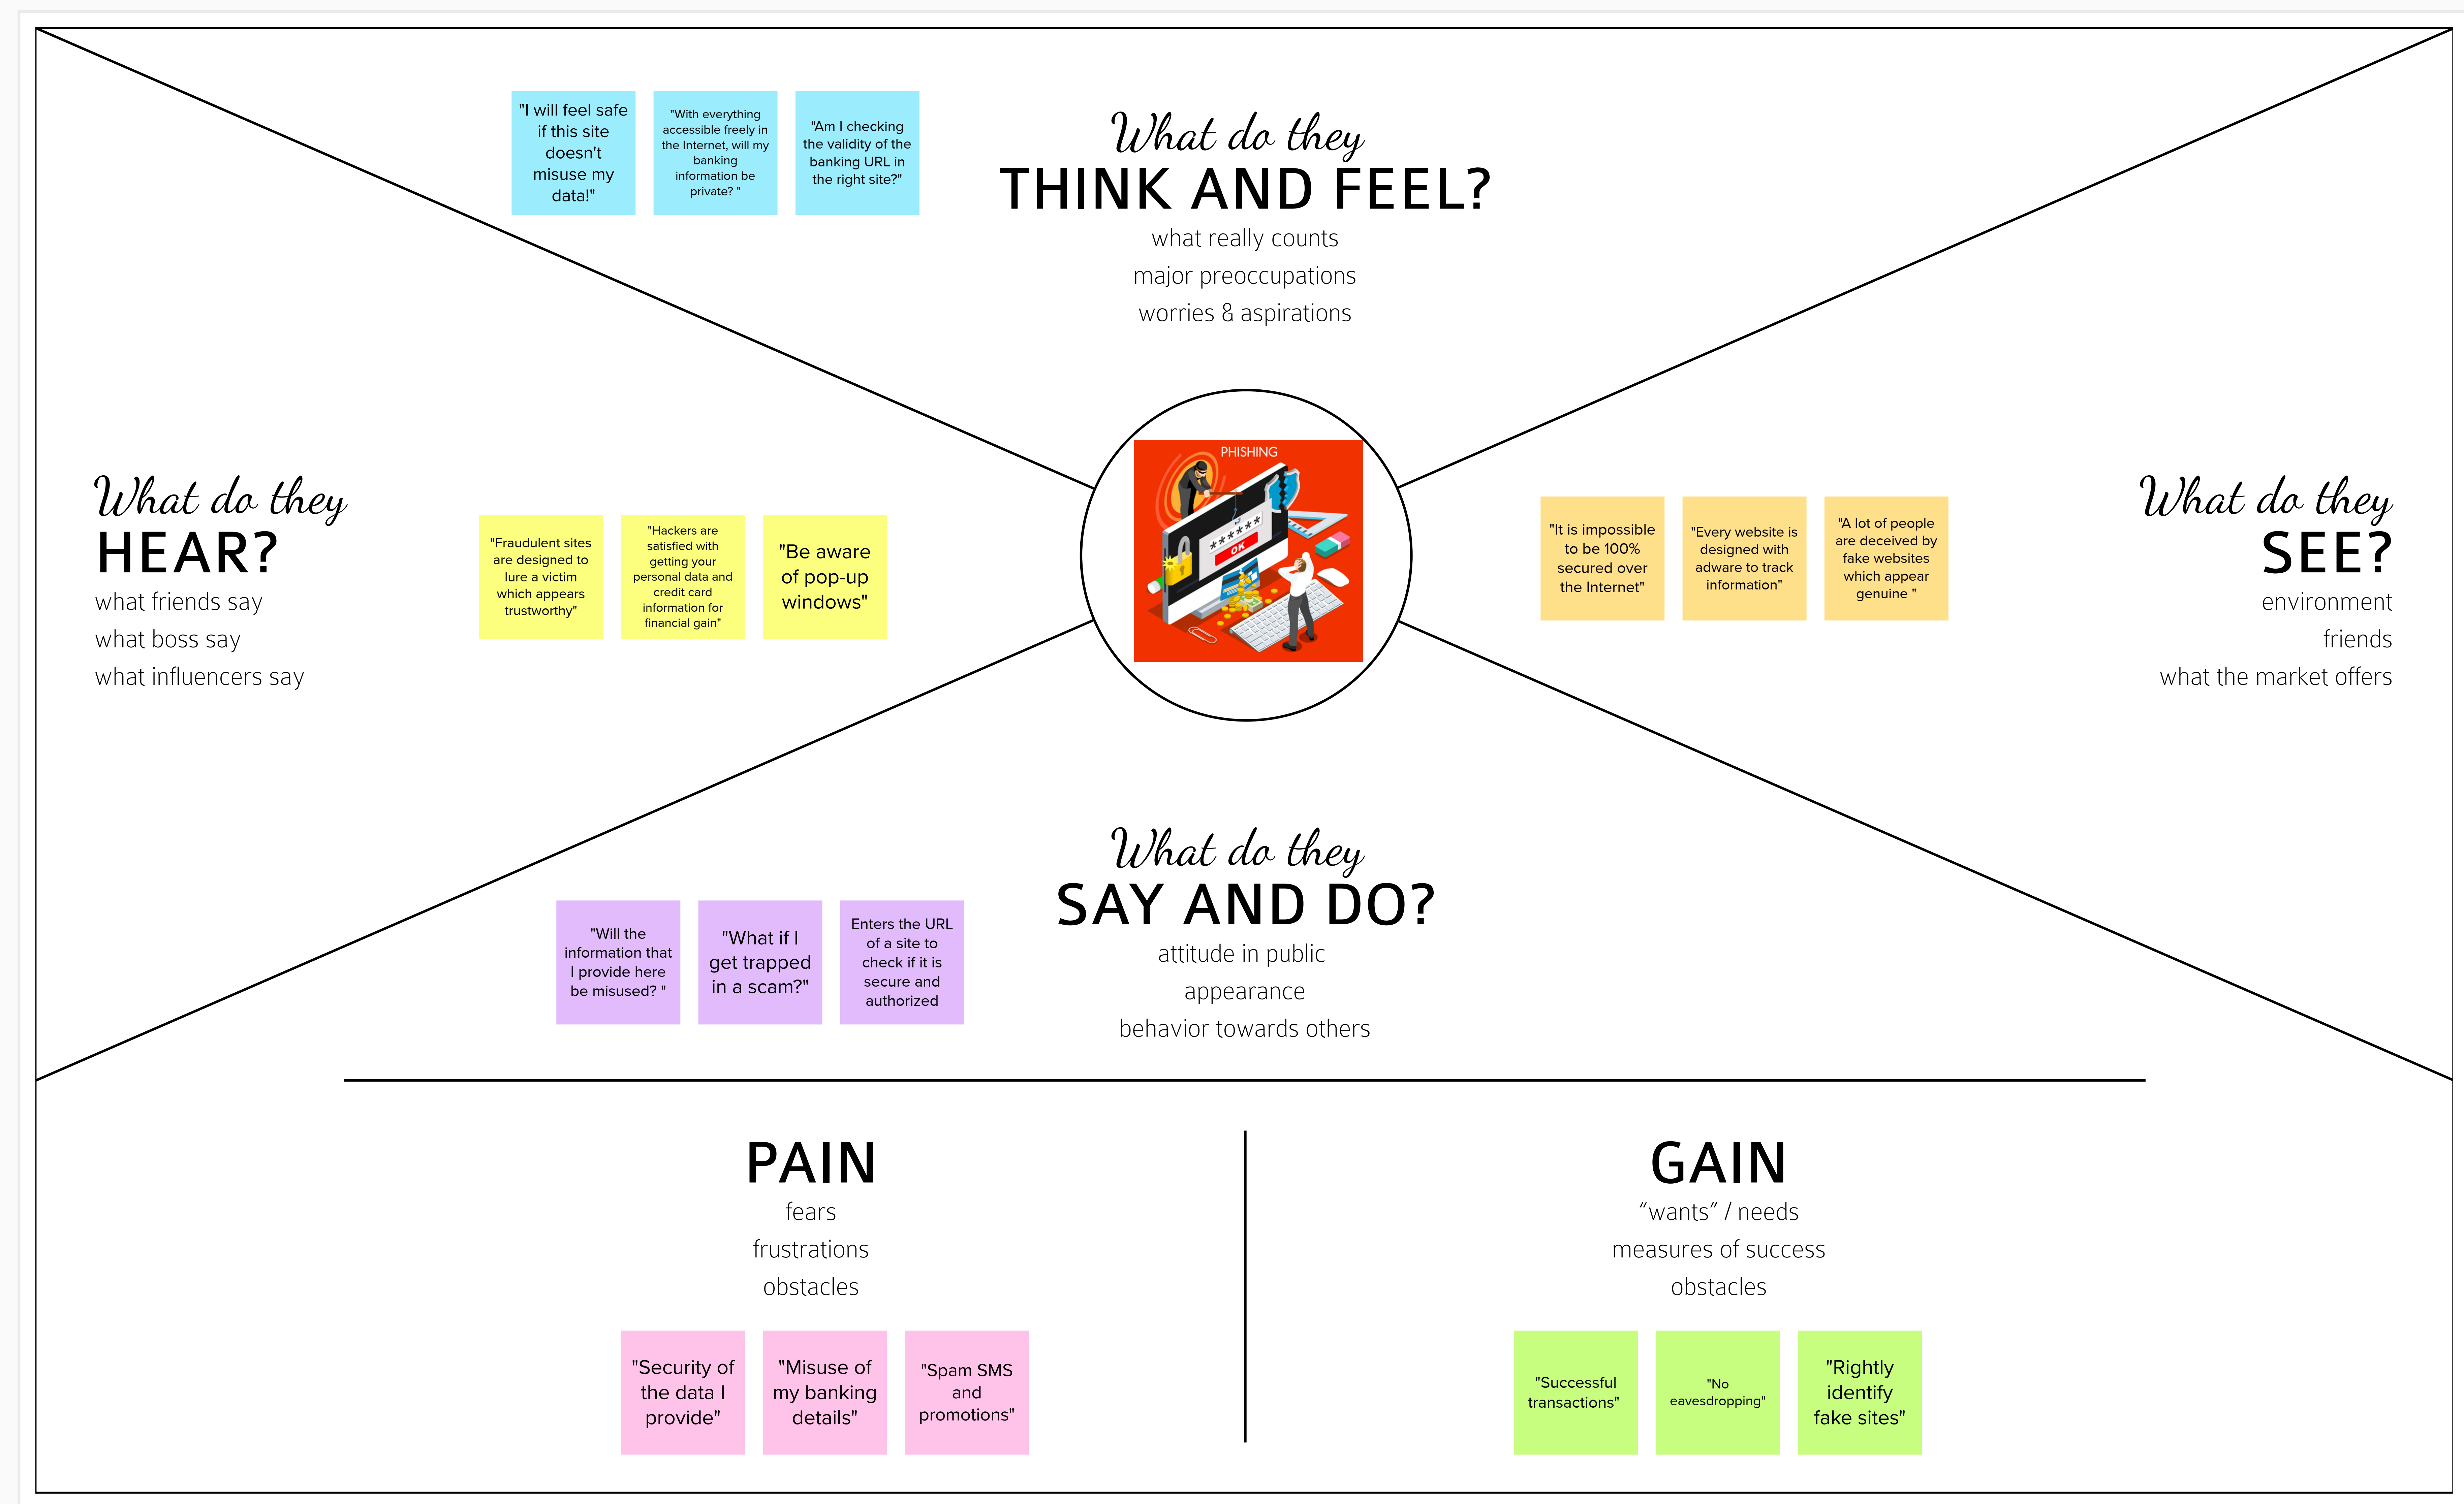 "I will feel safe
if this site
doesn't
misuse my
data!"
"With everything
accessible freely in
the Internet, will my
banking
information be
private? "
"Am I checking
the validity of the
banking URL in
the right site?"
What do they
THINK AND FEEL?
what really counts
major preoccupations
worries & aspirations
What do they
HEAR?
what friends say
what boss say
what influencers say
"Fraudulent sites
are designed to
lure a victim
which appears
trustworthy"
"Hackers are
satisfied with
getting your
personal data and
credit card
information for
financial gain"
"Be aware
of pop-up
windows"
PHISHING
******
OK
"It is impossible
to be 100%
secured over
the Internet"
"Every website is
designed with
adware to track
information"
"A lot of people
are deceived by
fake websites
which appear
genuine "
What do they
SEE?
environment
friends
what the market offers
What do they
SAY AND DO?
attitude in public
appearance
behavior towards others
"Will the
information that
I provide here
be misused? "
"What if I
get trapped
in a scam?"
Enters the URL
of a site to
check if it is
secure and
authorized
PAIN
fears
frustrations
obstacles
"Security of
the data I
provide"
"Misuse of
my banking
details"
"Spam SMS
and
promotions"
GAIN
“wants” / needs
measures of success
obstacles
"Successful
transactions"
"No
eavesdropping"
"Rightly
identify
fake sites"